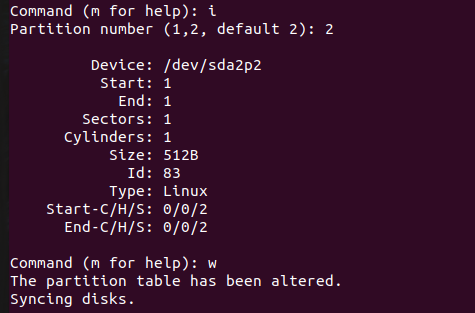 Command (m for help): i
Partition number (1,2, default 2): 2
Device: /dev/sda2p2
Start: 1
End: 1
Sectors: 1
Cylinders: 1
Size: 512B
Id: 83
Type: Linux
Start-C/H/S: 0/0/2
End-C/H/S: 0/0/2
Command (m for help): w
The partition table has been altered.
Syncing disks.